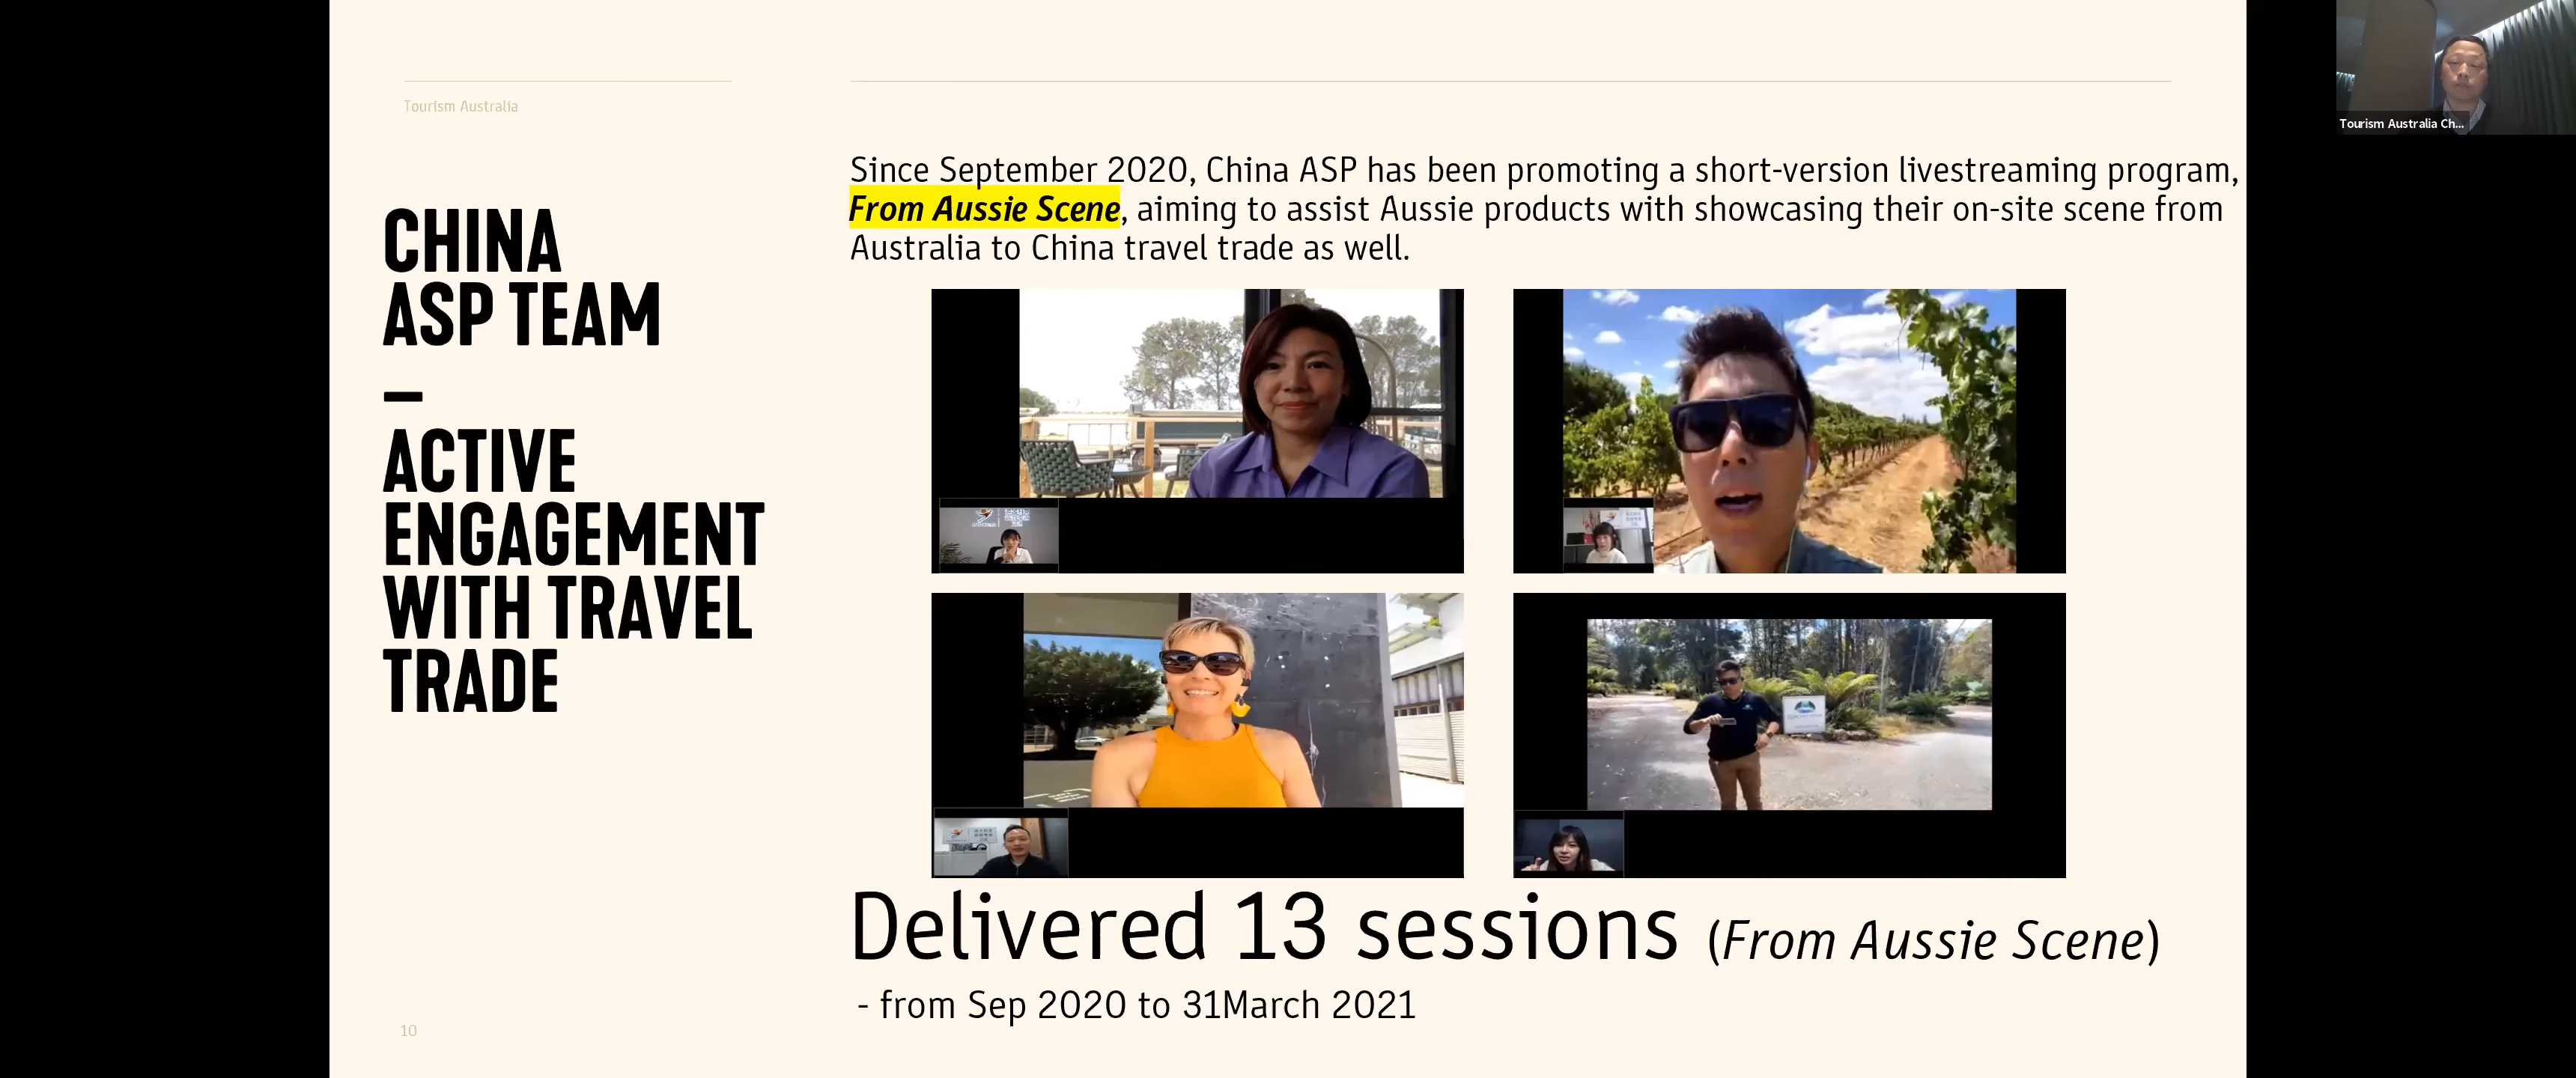 Tourism Australia
CHINA
ASP TEAM
–
ACTIVE
ENGAGEMENT
WITH TRAVEL
TRADE
Since September 2020, China ASP has been promoting a short-version livestreaming program,
From Aussie Scene, aiming to assist Aussie products with showcasing their on-site scene from
Australia to China travel trade as well.
Delivered 13 sessions (From Aussie Scene)
- from Sep 2020 to 31March 2021
10
Tourism Australia Ch...